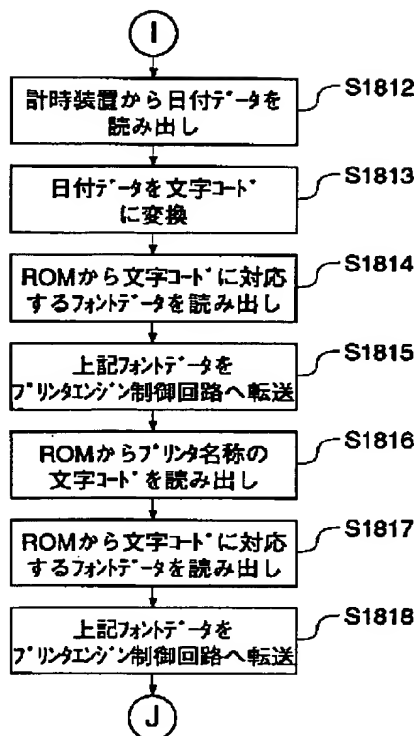 I
計時装置から日付データを
読み出し
S1812
日付データを文字コード
に変換
S1813
ROMから文字コードに対応
するフォントデータを読み出し
S1814
上記フォントデータを
プリンタエンジン制御回路へ転送
S1815
ROMからプリンタ名称の
文字コードを読み出し
S1816
ROMから文字コードに対応
するフォントデータを読み出し
S1817
上記フォントデータを
プリンタエンジン制御回路へ転送
S1818
J